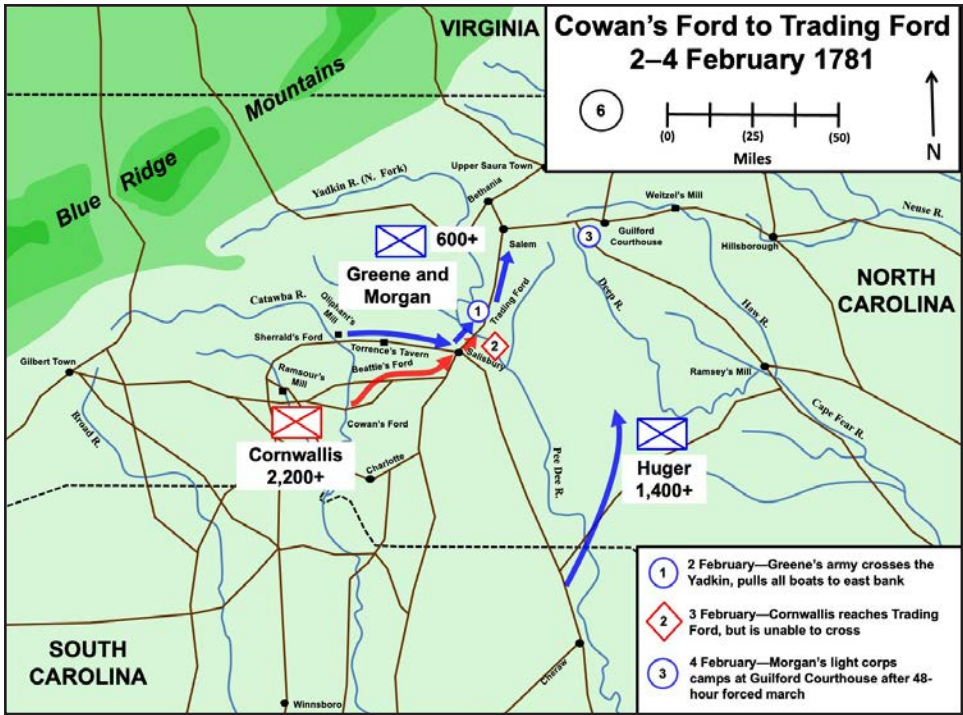 VIRGINIA
Cowan's Ford to Trading Ford
2–4 February 1781
6
(0)
(25)
(50)
Miles
N
Blue Ridge Mountains
Yadkin R. (N. Fork)
Upper Saura Town
Bethania
Weitzel's Mill
Neuse R.
600+
Greene and
Morgan
Salem
3
Guilford
Courthouse
Hillsborough
NORTH
CAROLINA
Catawba R.
Oliphant's
Mill
1
Trading Ford
Deep R.
Haw R.
Sherrald's Ford
Torrence's Tavern
2
Salisbury
Gilbert Town
Ramsour's
Mill
Beattie's Ford
Ramsey's Mill
Broad R.
Cowan's Ford
Cape Fear R.
Cornwallis
2,200+
Charlotte
Pee Dee R.
Huger
1,400+
SOUTH
CAROLINA
Cheraw
Winnsboro
1
2 February—Greene's army crosses the
Yadkin, pulls all boats to east bank
2
3 February—Cornwallis reaches Trading
Ford, but is unable to cross
3
4 February—Morgan's light corps
camps at Guilford Courthouse after 48-
hour forced march